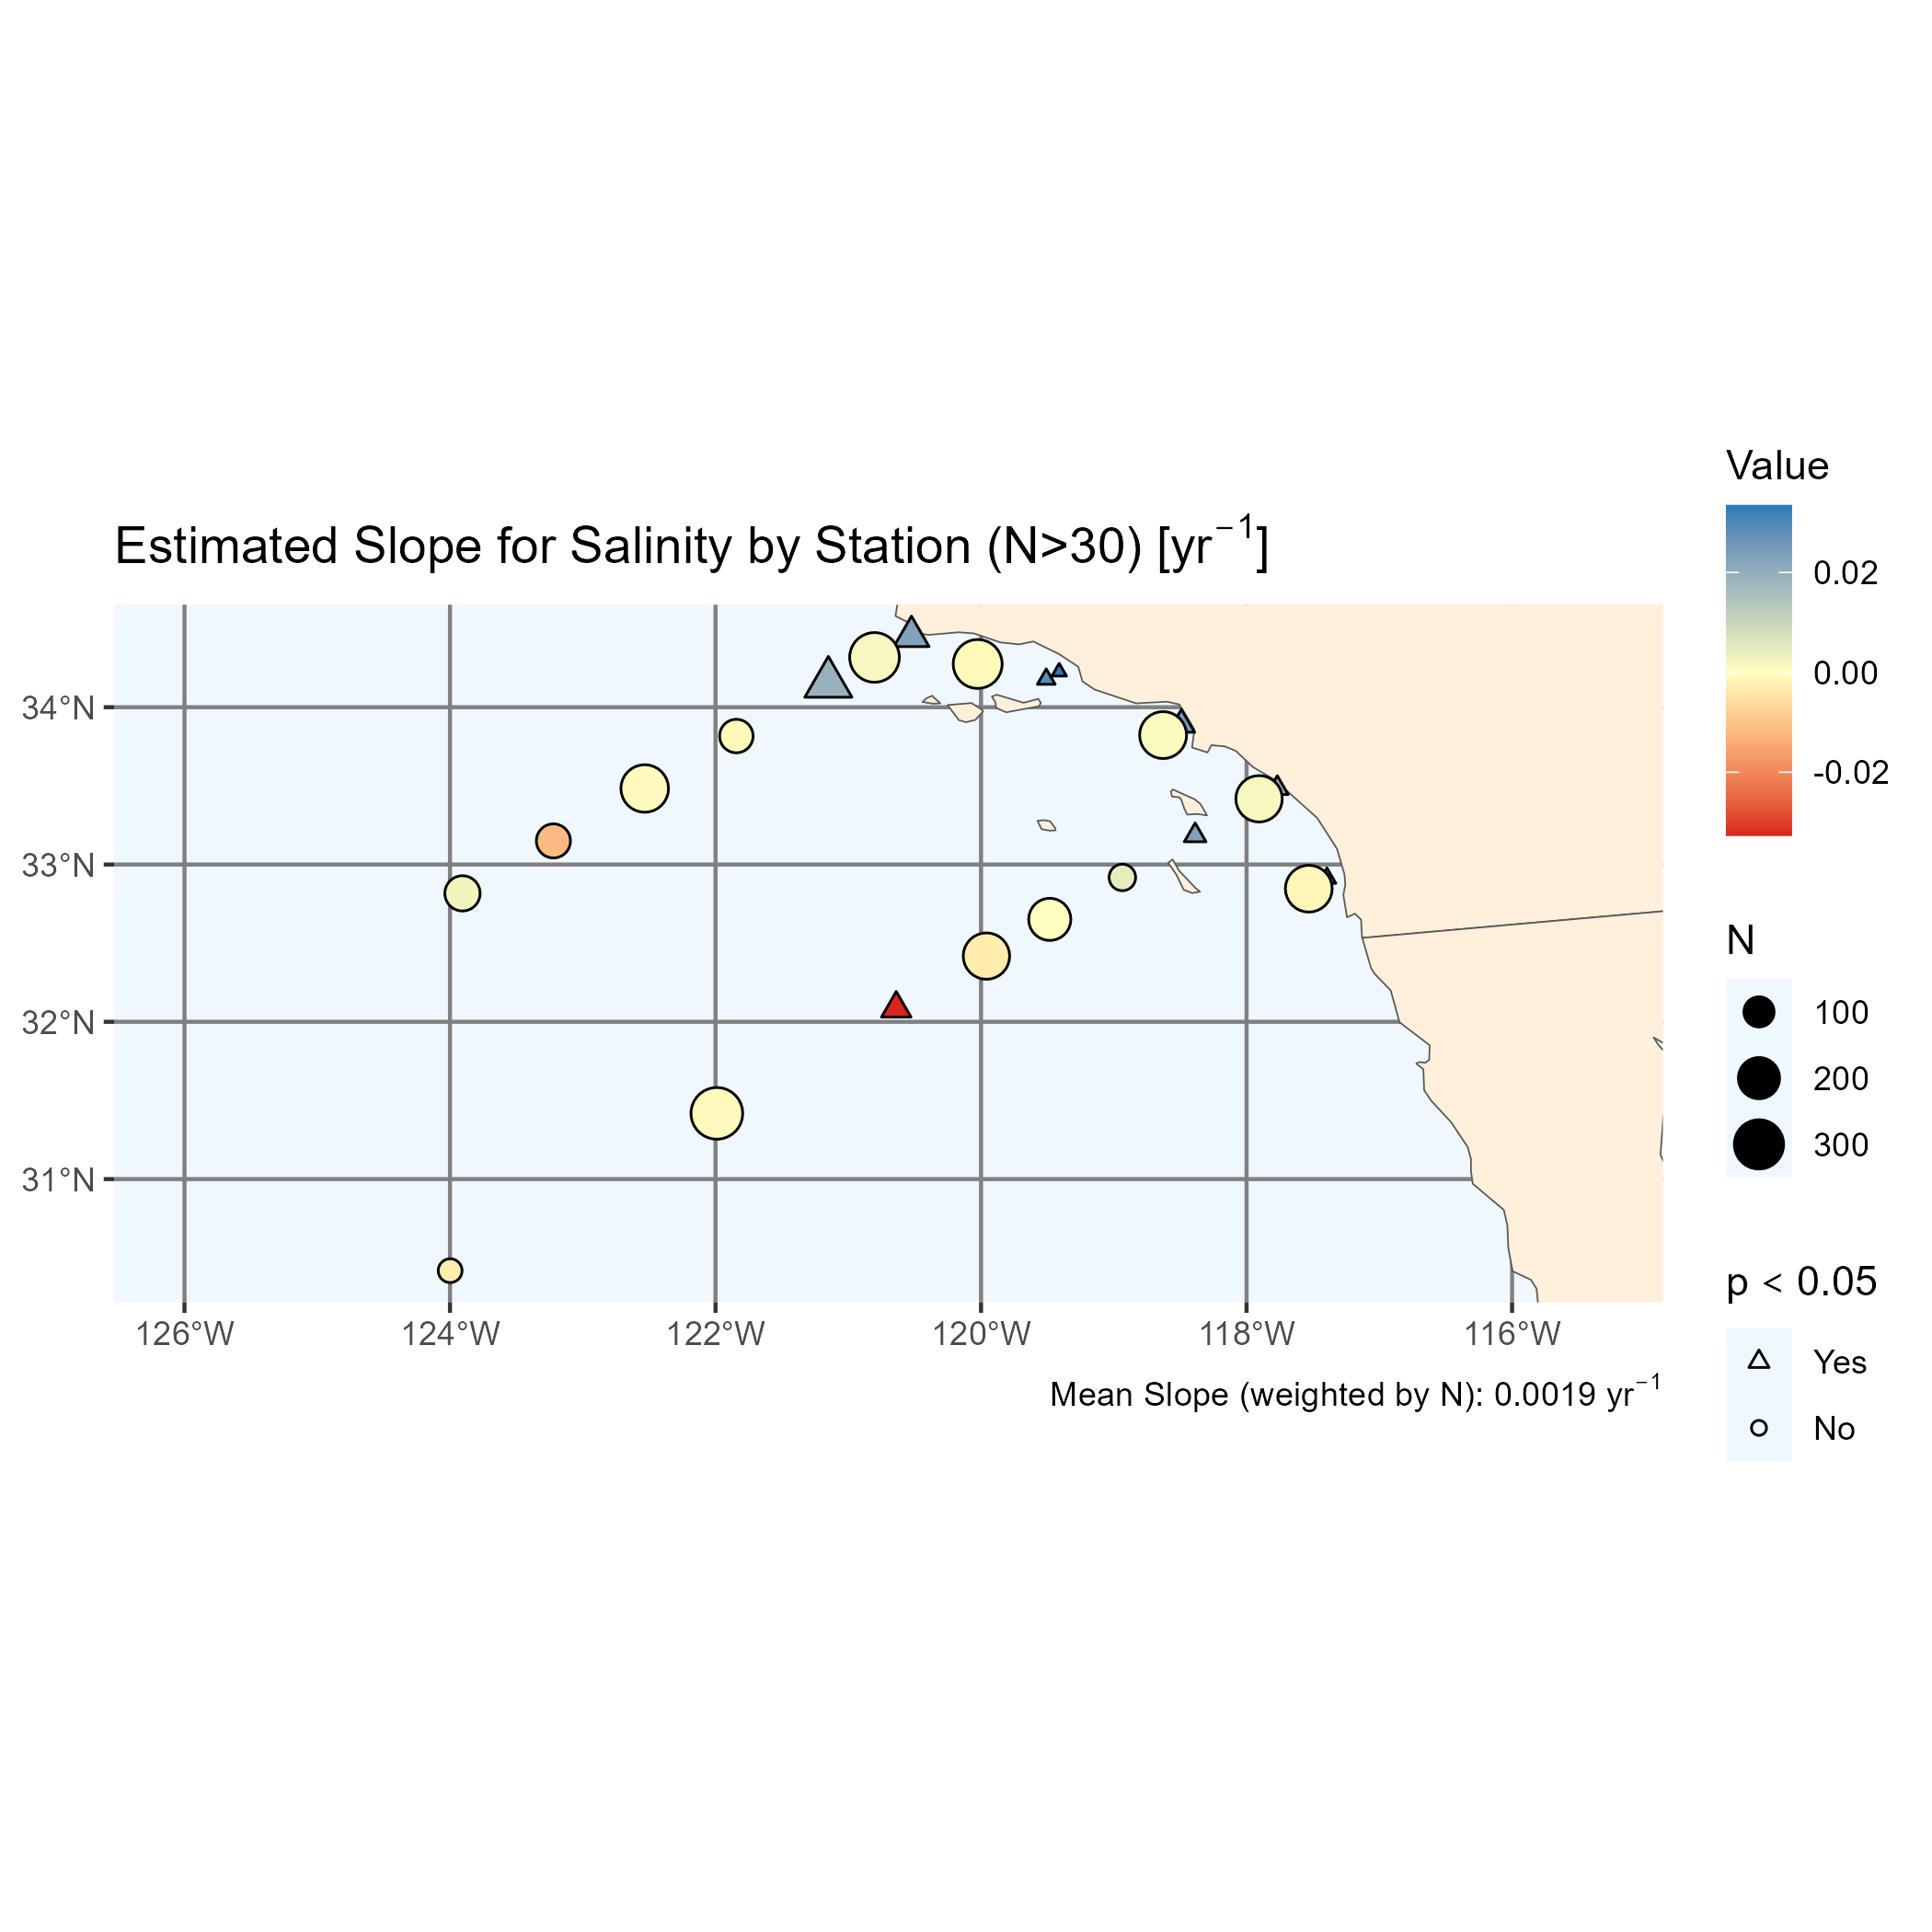 Estimated Slope for Salinity by Station (N>30) [yr⁻¹]
34°N
33°N
32°N
31°N
126°W 124°W 122°W 120°W 118°W 116°W
Mean Slope (weighted by N): 0.0019 yr⁻¹
Value
0.02
0.00
-0.02
N
100
200
300
p < 0.05
Yes
No